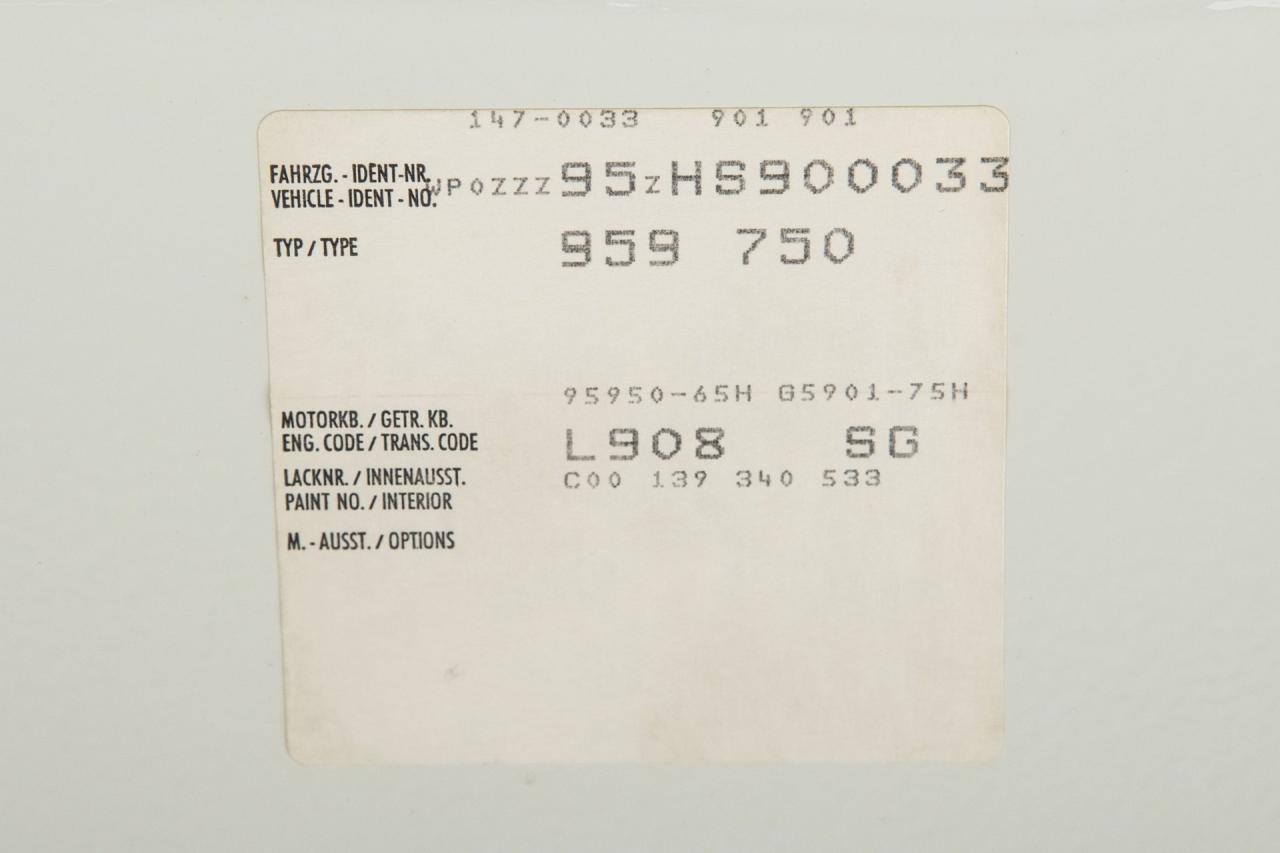 147-0033 901 901
FAHRZG. - IDENT-NR.
VEHICLE - IDENT - NO. WP0ZZZ95ZHS900033
TYP / TYPE 959 750
95950-65H G5901-75H
MOTORKB. / GETR. KB.
ENG. CODE / TRANS. CODE L908 SG
LACKNR. / INNENAUSST. C00 139 340 533
PAINT NO. / INTERIOR
M. - AUSST. / OPTIONS